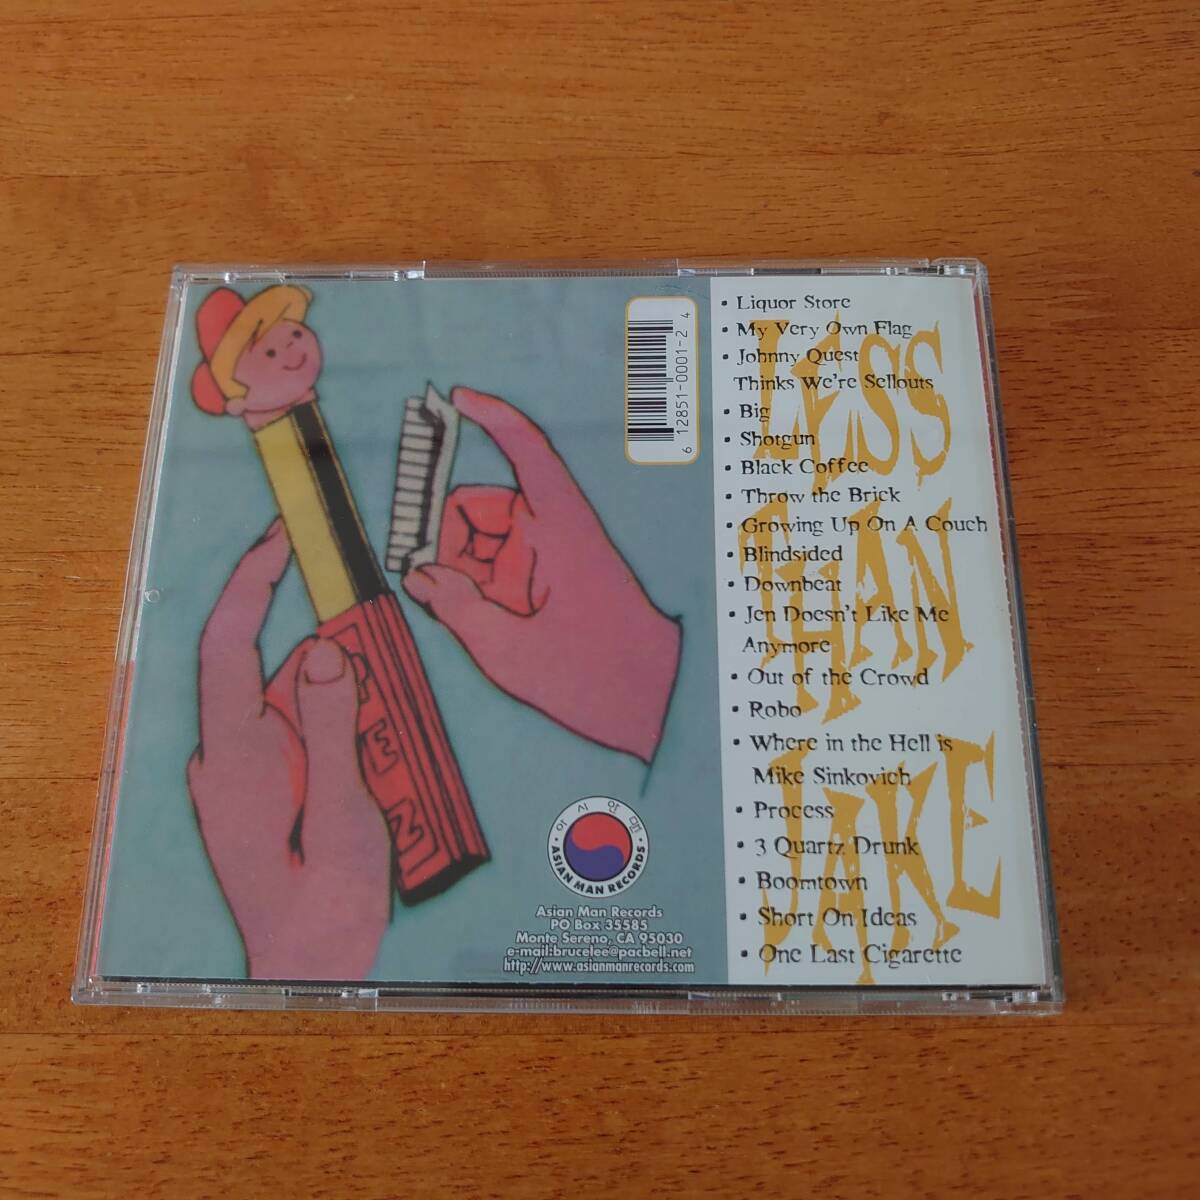 LESS
THAN
JAKE
• Liquor Store
• My Very Own Flag
• Johnny Quest
Thinks We're Sellouts
• Big
• Shotgun
• Black Coffee
• Throw the Brick
• Growing Up On A Couch
• Blindsided
• Downbeat
• Jen Doesn't Like Me
Anymore
• Out of the Crowd
• Robo
• Where in the Hell is
Mike Sinkovich
• Process
• 3 Quartz Drunk
• Boomtown
• Short On Ideas
• One Last Cigarette
6 12851-0001-2 4
아시안맨
• ASIAN MAN RECORDS •
Asian Man Records
PO Box 35585
Monte Sereno, CA 95030
e-mail:brucelee@pacbell.net
http://www.asianmanrecords.com